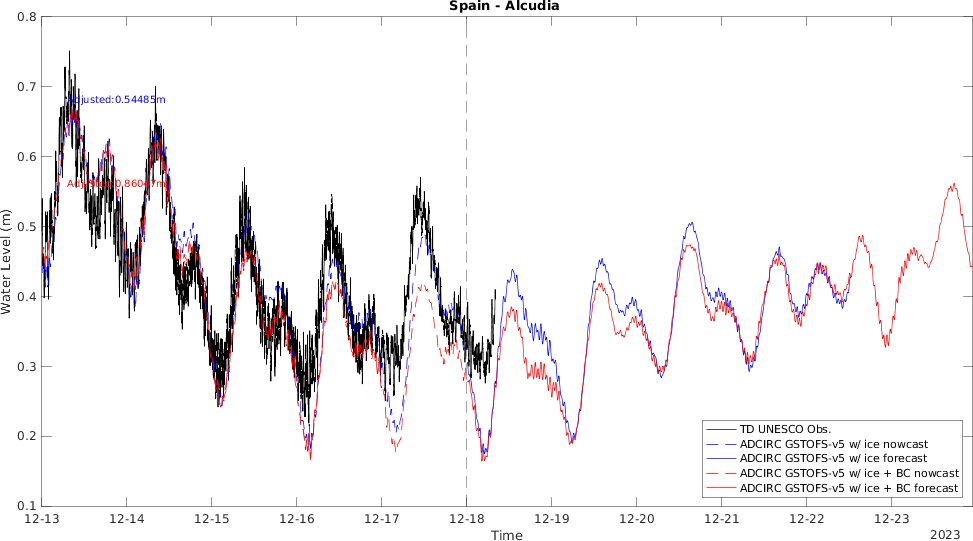 Spain - Alcudia
0.8
0.7
0.6
0.5
0.4
0.3
0.2
0.1
Water Level (m)
Adjusted:0.54485m
12-13
12-14
12-15
12-16
12-17
12-18
12-19
12-20
12-21
12-22
12-23
Time
2023
TD UNESCO Obs.
ADCIRC GSTOFS-v5 w/ ice nowcast
ADCIRC GSTOFS-v5 w/ ice forecast
ADCIRC GSTOFS-v5 w/ ice + BC nowcast
ADCIRC GSTOFS-v5 w/ ice + BC forecast